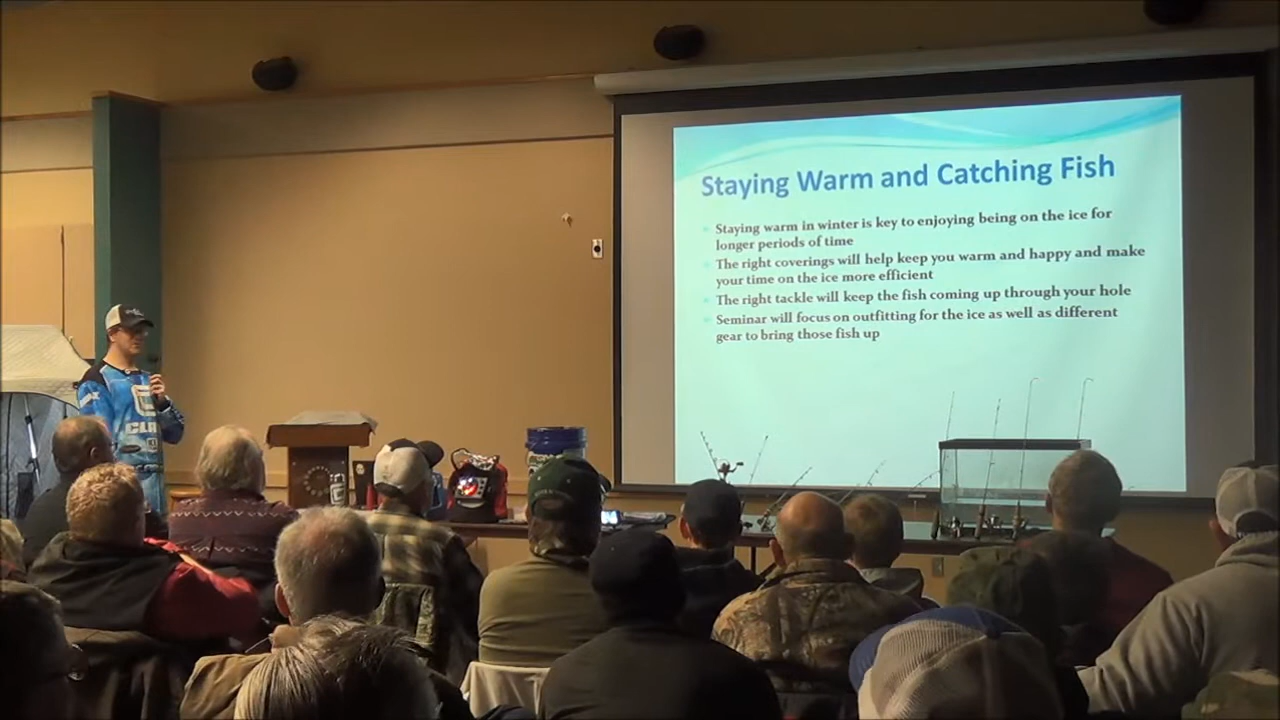 Staying Warm and Catching Fish
Staying warm in winter is key to enjoying being on the ice for
longer periods of time
The right coverings will help keep you warm and happy and make
your time on the ice more efficient
The right tackle will keep the fish coming up through your hole
Seminar will focus on outfitting for the ice as well as different
gear to bring those fish up